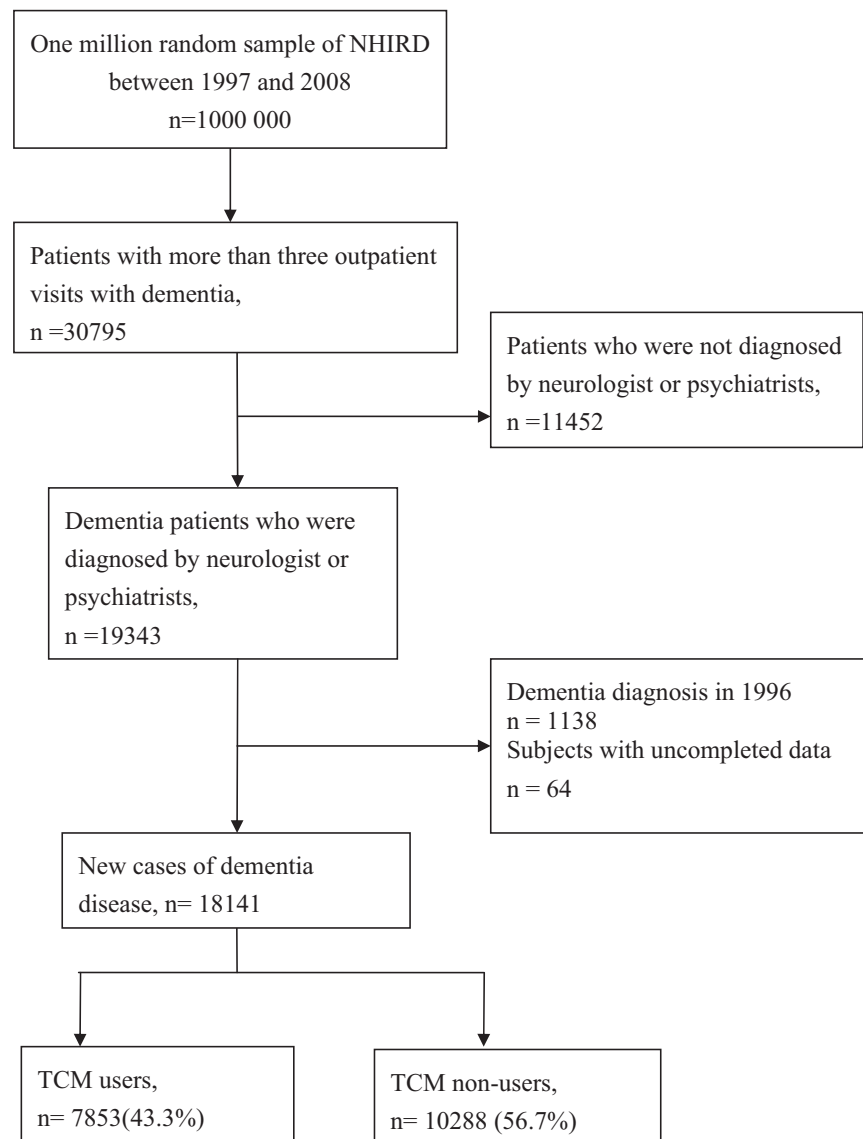 One million random sample of NHIRD
between 1997 and 2008
n=1000 000
Patients with more than three outpatient
visits with dementia,
n =30795
Patients who were not diagnosed
by neurologist or psychiatrists,
n =11452
Dementia patients who were
diagnosed by neurologist or
psychiatrists,
n =19343
Dementia diagnosis in 1996
n = 1138
Subjects with uncompleted data
n = 64
New cases of dementia
disease, n= 18141
TCM users,
n= 7853(43.3%)
TCM non-users,
n= 10288 (56.7%)